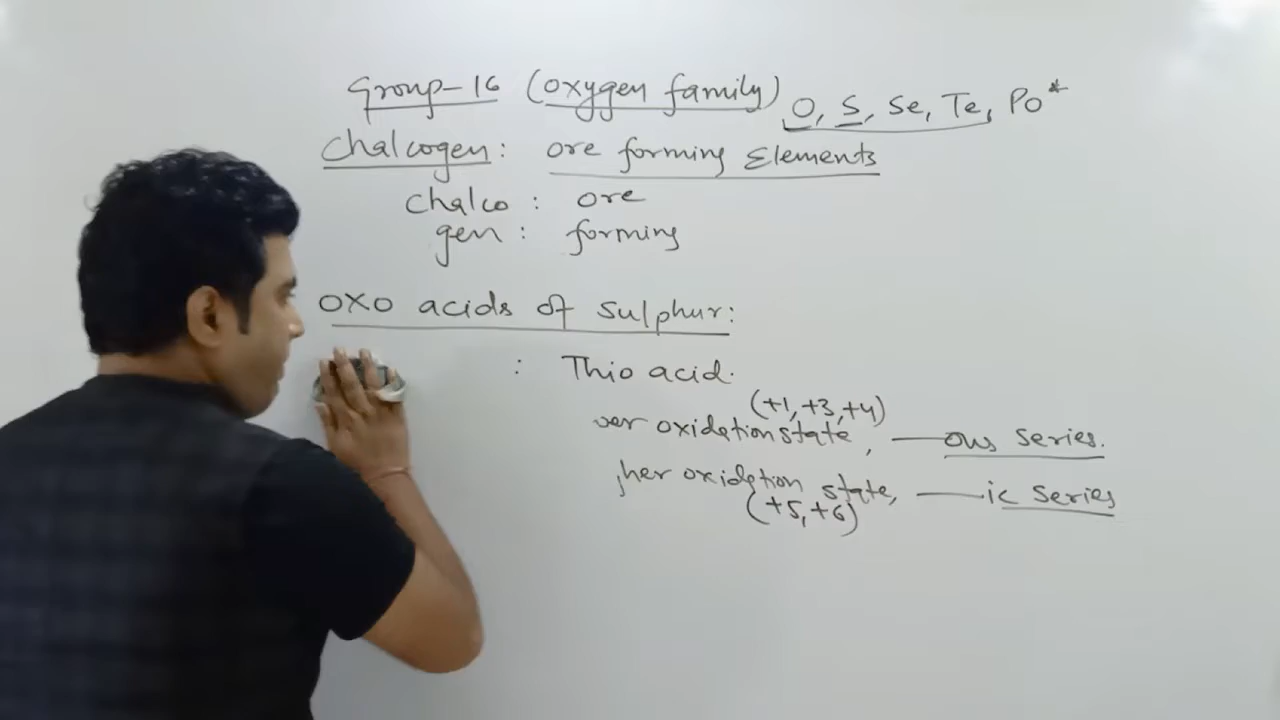 Group-16 (oxygen family) O, S, Se, Te, Po*
Chalcogen: ore forming Elements
Chalco : ore
gen : forming
OXO acids of Sulphur:
: Thio acid.
(+1, +3, +4)
wer oxidation state, —ous series.
her oxidation state, —ic series
(+5, +6)